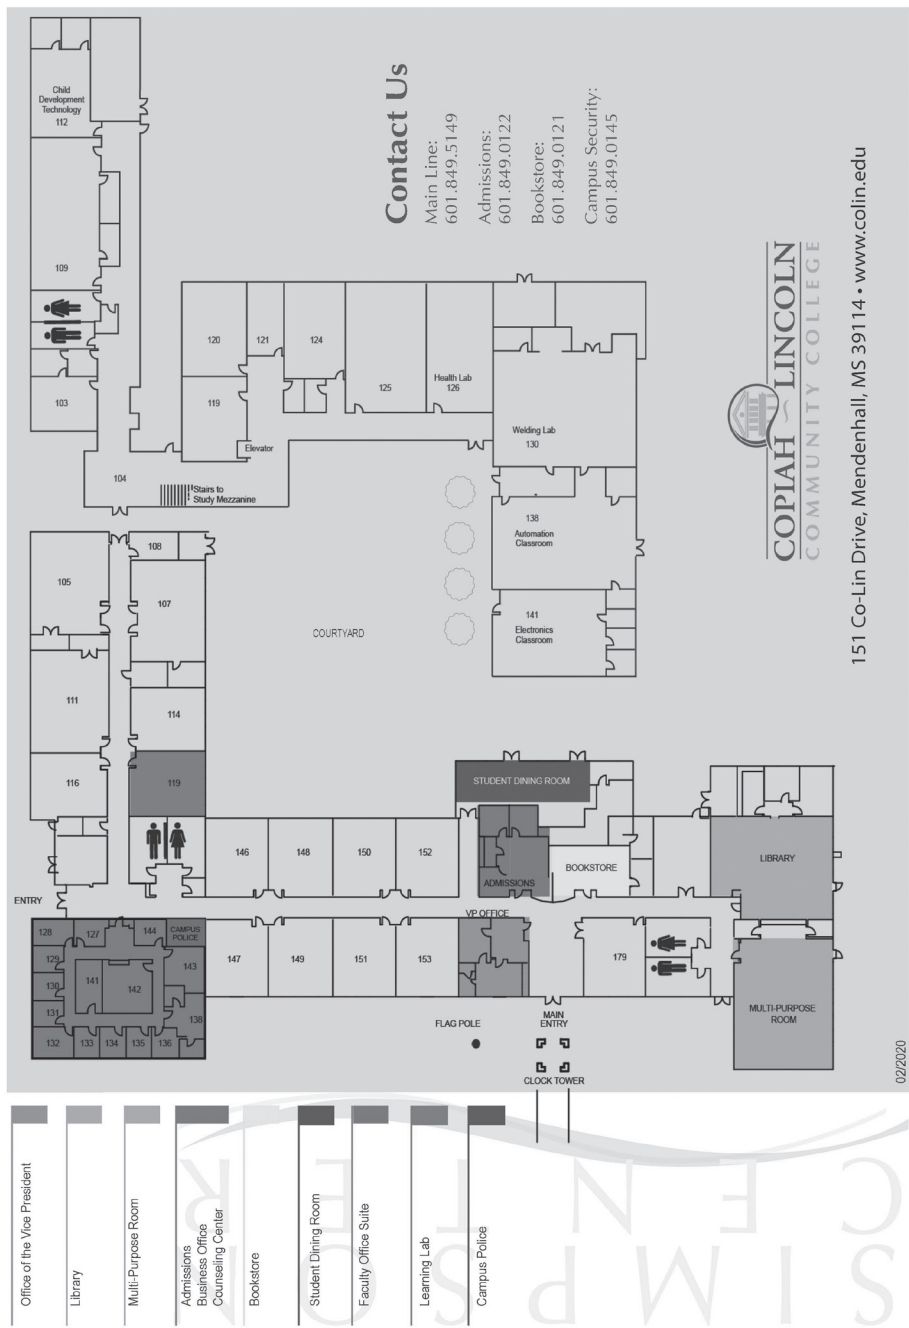 Child
Development
Technology
112
109
103
104
Stairs to
Study Mezzanine
120
121
124
119
125
Health Lab
126
Elevator
Welding Lab
130
138
Automation
Classroom
141
Electronics
Classroom
COURTYARD
105
108
107
111
114
116
119
146
148
150
152
STUDENT DINING ROOM
ADMISSIONS
BOOKSTORE
LIBRARY
ENTRY
VP OFFICE
128
127
144
CAMPUS
POLICE
129
130
131
132
133
134
135
136
138
141
142
143
147
149
151
153
179
MULTI-PURPOSE
ROOM
FLAG POLE
MAIN
ENTRY
CLOCK TOWER
Contact Us
Main Line:
601.849.5149
Admissions:
601.849.0122
Bookstore:
601.849.0121
Campus Security:
601.849.0145
COPIAH ~ LINCOLN
COMMUNITY COLLEGE
151 Co-Lin Drive, Mendenhall, MS 39114 • www.colin.edu
02/2020
Office of the Vice President
Library
Multi-Purpose Room
Admissions
Business Office
Counseling Center
Bookstore
Student Dining Room
Faculty Office Suite
Learning Lab
Campus Police
SIMPSON
CENTER